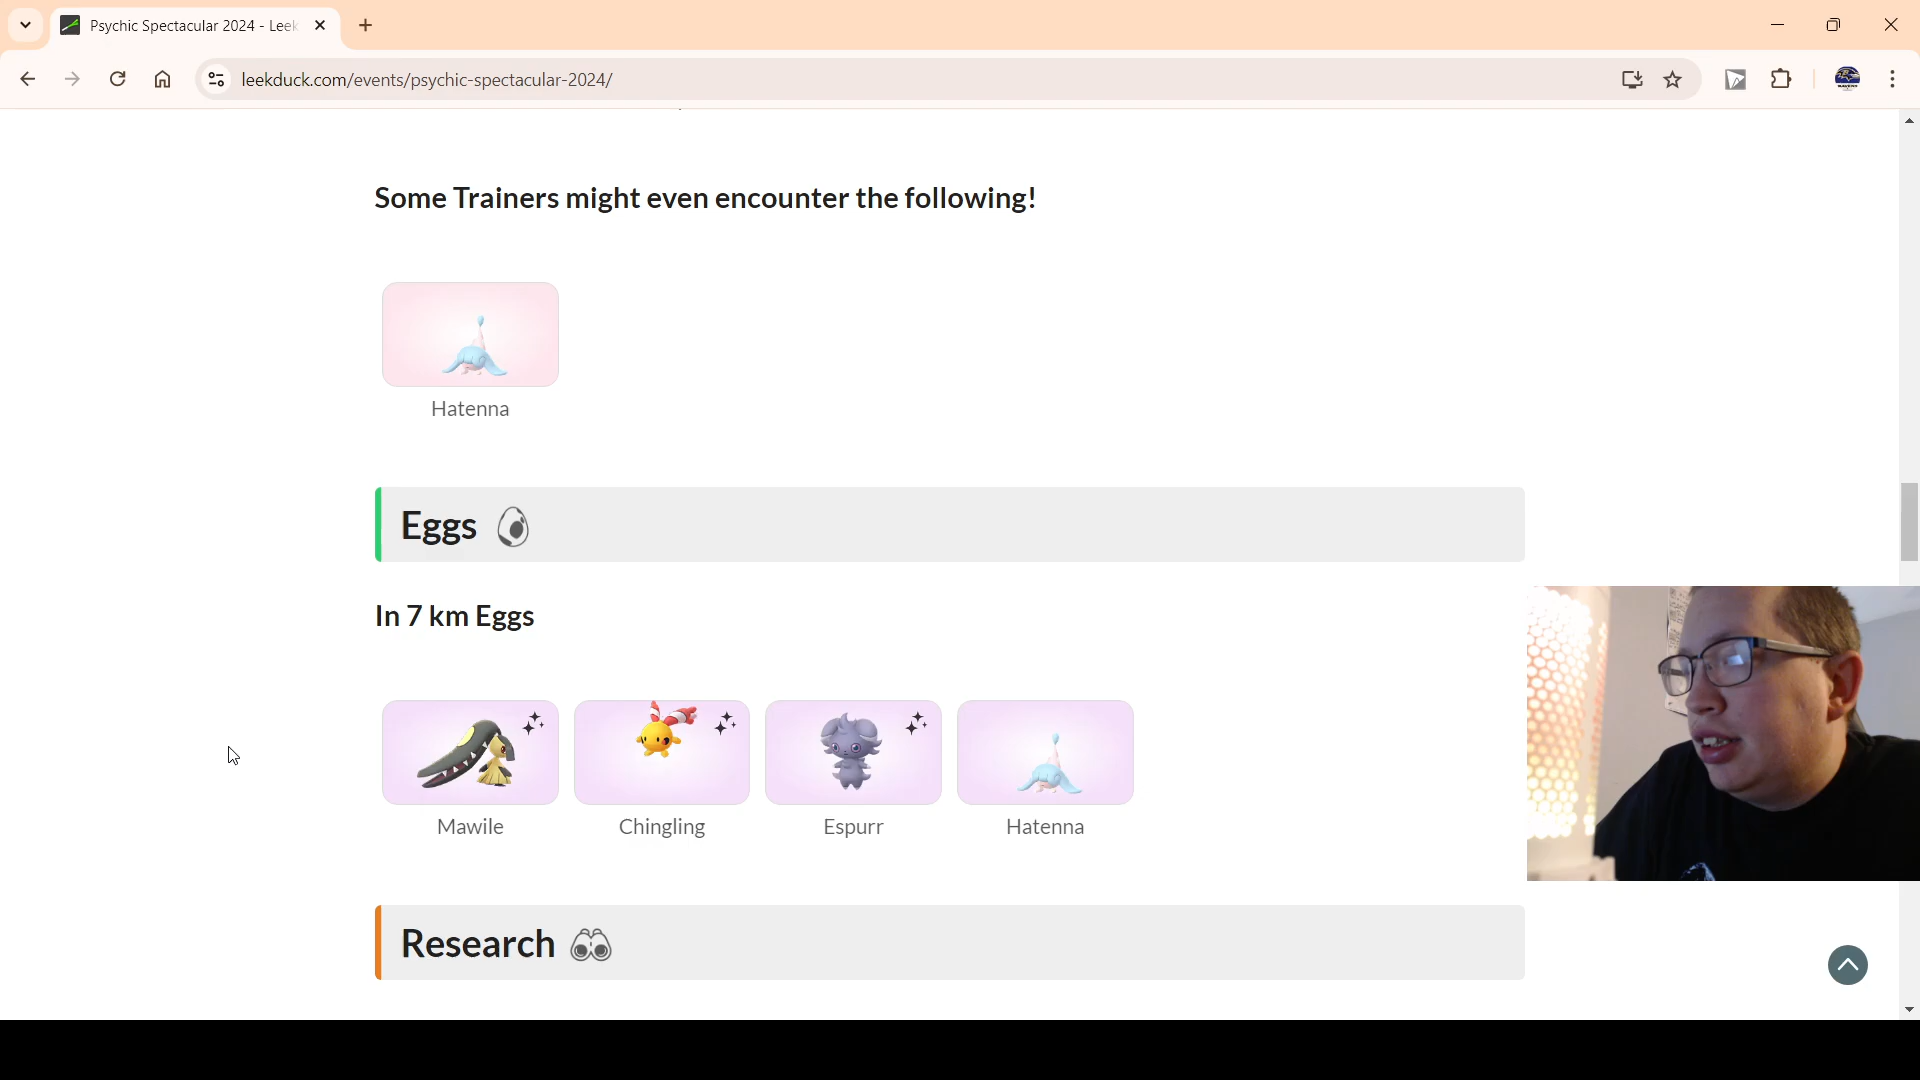 Psychic Spectacular 2024 - Leek
leekduck.com/events/psychic-spectacular-2024/
Some Trainers might even encounter the following!
Hatenna
Eggs
In 7 km Eggs
Mawile Chingling Espurr Hatenna
Research